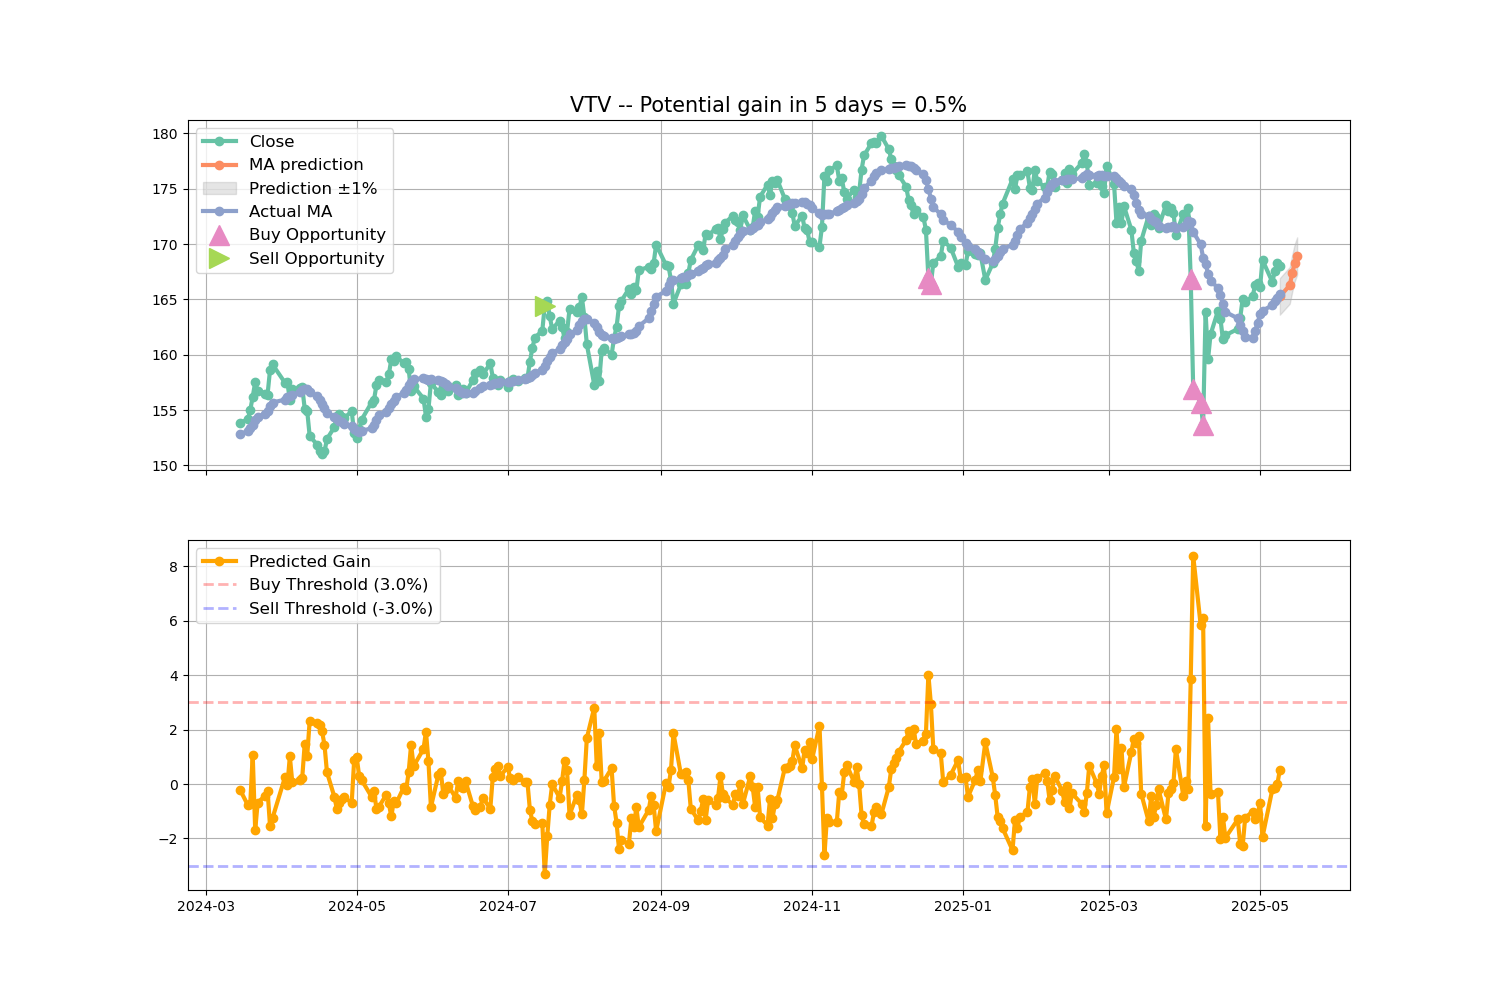 VTV -- Potential gain in 5 days = 0.5%
180
175
170
165
160
155
150
Close
MA prediction
Prediction ±1%
Actual MA
Buy Opportunity
Sell Opportunity
8
6
4
2
0
−2
Predicted Gain
Buy Threshold (3.0%)
Sell Threshold (-3.0%)
2024-03
2024-05
2024-07
2024-09
2024-11
2025-01
2025-03
2025-05